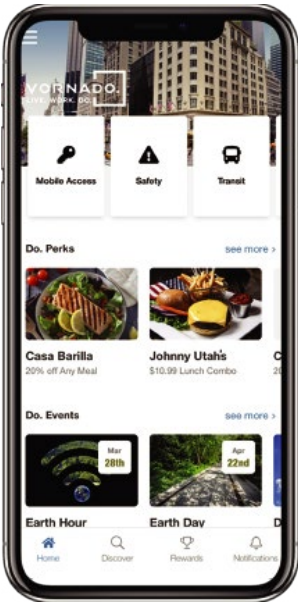 VORNADO.
LIVE. WORK. DO.
Mobile Access
Safety
Transit
Do. Perks
see more >
Casa Barilla
20% off Any Meal
Johnny Utah's
$10.99 Lunch Combo
C
20
Do. Events
see more >
Mar
28th
Apr
22nd
Earth Hour
Earth Day
D
Home
Discover
Rewards
Notifications